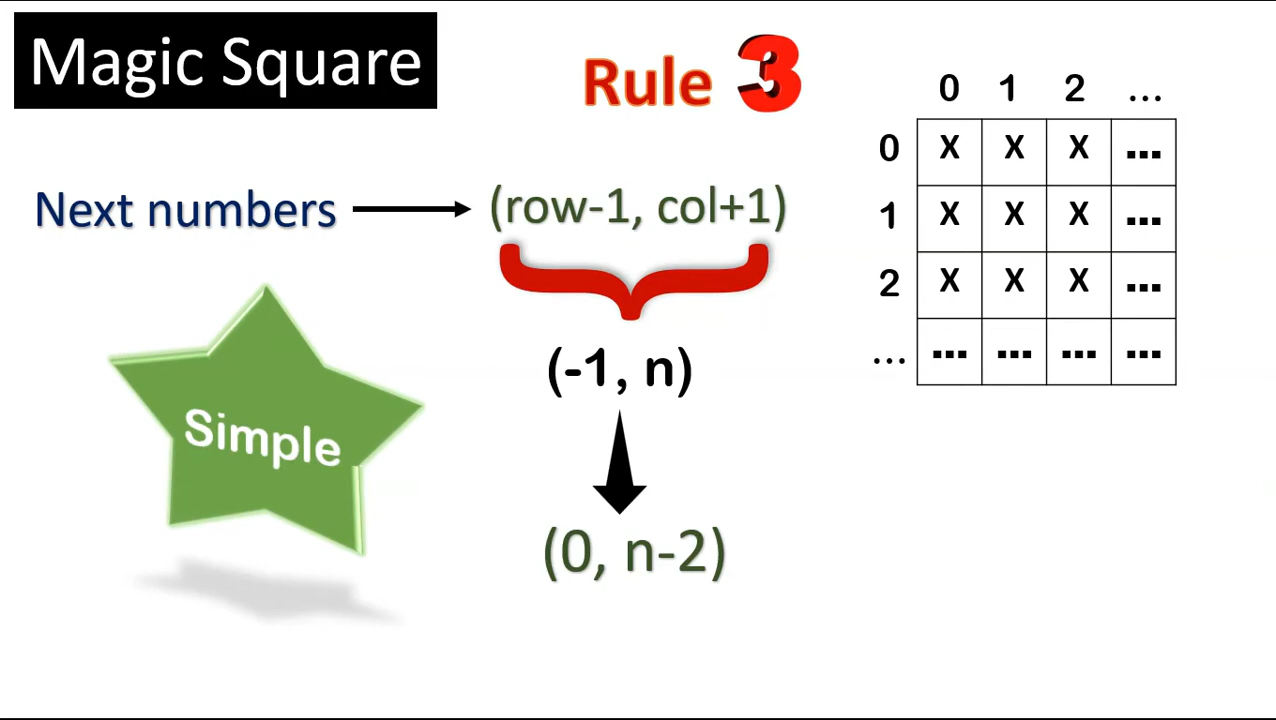 Magic Square
Rule 3
Next numbers
(row-1, col+1)
(-1, n)
(0, n-2)
Simple
0 1 2 ...
0 X X X ...
1 X X X ...
2 X X X ...
... ... ... ... ...